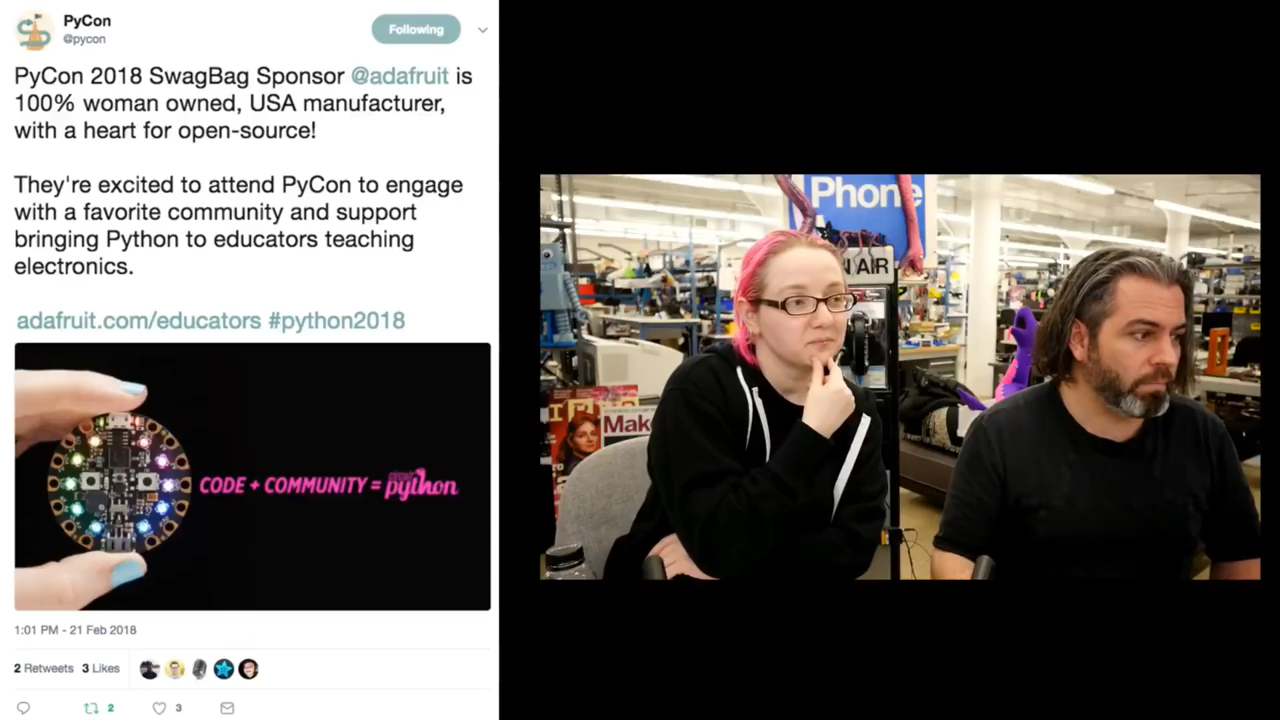 PyCon
@pycon
Following
PyCon 2018 SwagBag Sponsor @adafruit is
100% woman owned, USA manufacturer,
with a heart for open-source!
They're excited to attend PyCon to engage
with a favorite community and support
bringing Python to educators teaching
electronics.
adafruit.com/educators #python2018
CODE + COMMUNITY =
python
1:01 PM - 21 Feb 2018
2 Retweets 3 Likes
2
3
Phone
N AIR
Mak